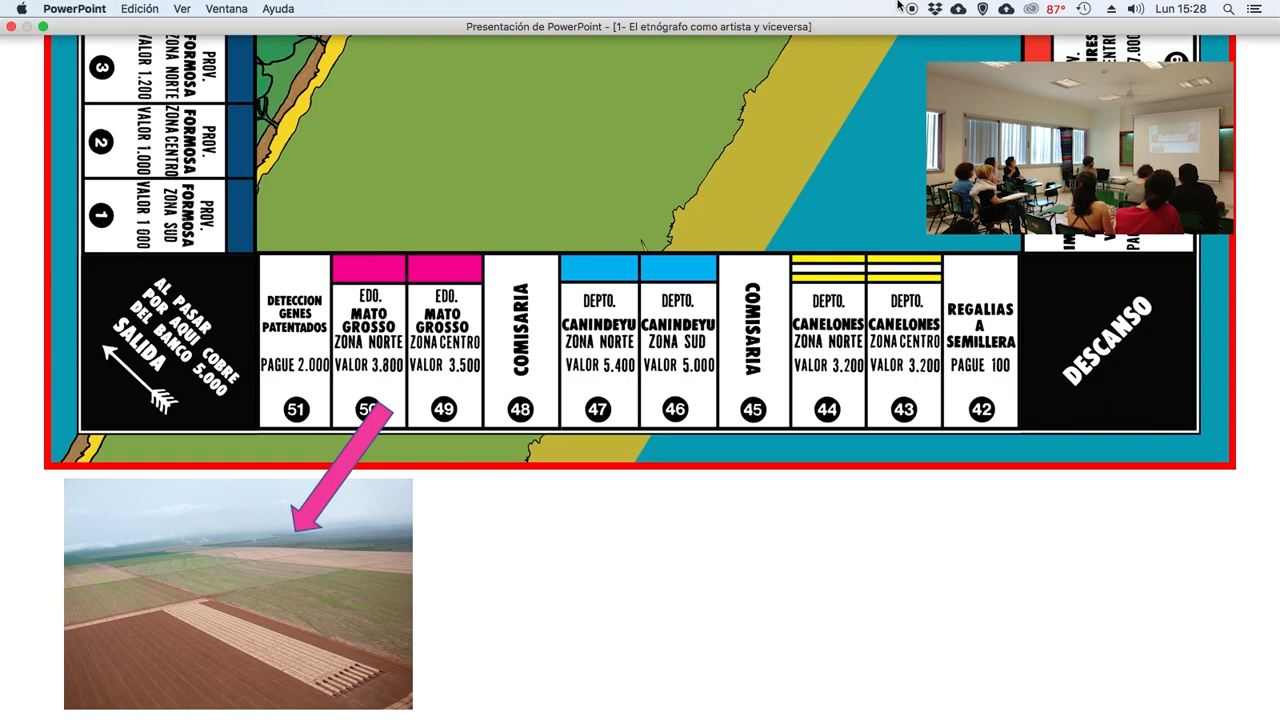 PowerPoint Edición Ver Ventana Ayuda
87° Lun 15:28
Presentación de PowerPoint - [1- El etnógrafo como artista y viceversa]
PROV.
FORMOSA
ZONA NORTE
VALOR 1.200
3
PROV.
FORMOSA
ZONA CENTRO
VALOR 1.000
2
PROV.
FORMOSA
ZONA SUD
VALOR 1 000
1
AL PASAR
POR AQUI COBRE
DEL BANCO 5.000
SALIDA
DETECCION
GENES
PATENTADOS
PAGUE 2.000
51
EDO.
MATO
GROSSO
ZONA NORTE
VALOR 3.800
EDO.
MATO
GROSSO
ZONA CENTRO
VALOR 3.500
49
COMISARIA
48
DEPTO.
CANINDEYU
ZONA NORTE
VALOR 5.400
47
DEPTO.
CANINDEYU
ZONA SUD
VALOR 5.000
46
COMISARIA
45
DEPTO.
CANELONES
ZONA NORTE
VALOR 3.200
44
DEPTO.
CANELONES
ZONA CENTRO
VALOR 3.200
43
REGALIAS
A
SEMILLERA
PAGUE 100
42
DESCANSO